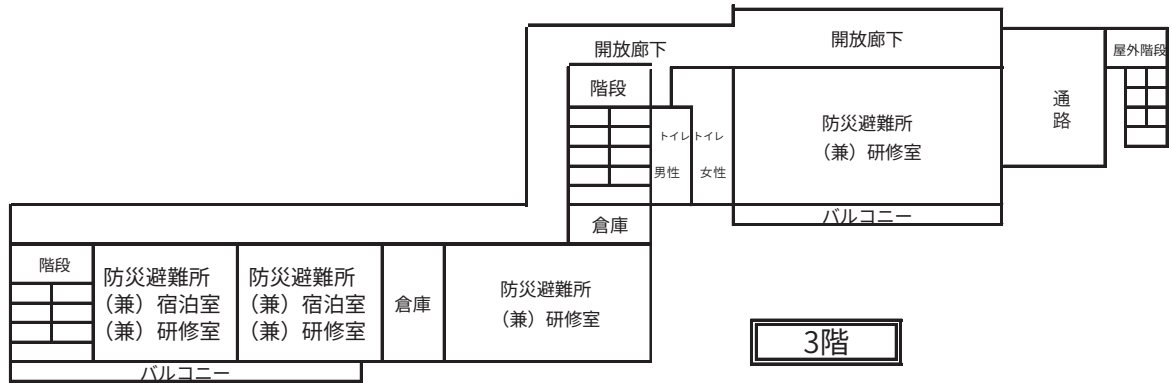 開放廊下
開放廊下
屋外階段
階段
通路
防災避難所
（兼）研修室
トイレ
男性
トイレ
女性
倉庫
バルコニー
階段
防災避難所
（兼）宿泊室
（兼）研修室
防災避難所
（兼）宿泊室
（兼）研修室
倉庫
防災避難所
（兼）研修室
バルコニー
3階